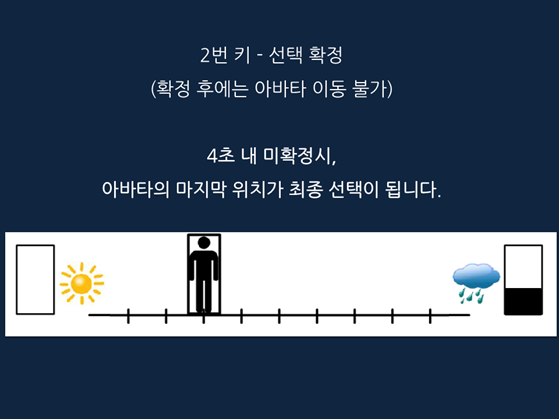 2번 키 - 선택 확정
(확정 후에는 아바타 이동 불가)
4초 내 미확정시,
아바타의 마지막 위치가 최종 선택이 됩니다.